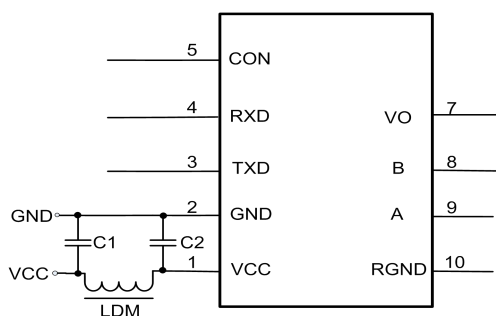 5 CON
4 RXD
VO 7
3 TXD
B 8
GND 2 GND
A 9
C1 C2
VCC 1 VCC
RGND 10
LDM